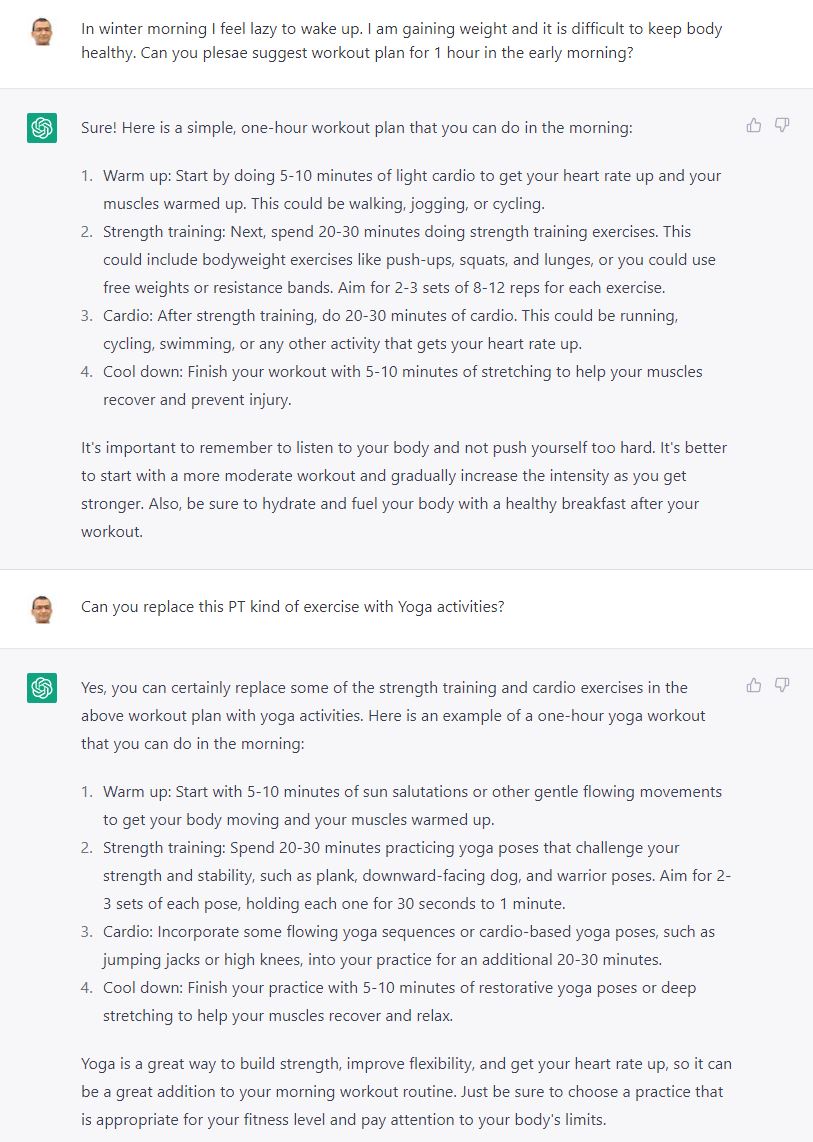 In winter morning I feel lazy to wake up. I am gaining weight and it is difficult to keep body
healthy. Can you plesae suggest workout plan for 1 hour in the early morning?
Sure! Here is a simple, one-hour workout plan that you can do in the morning:
1. Warm up: Start by doing 5-10 minutes of light cardio to get your heart rate up and your
muscles warmed up. This could be walking, jogging, or cycling.
2. Strength training: Next, spend 20-30 minutes doing strength training exercises. This
could include bodyweight exercises like push-ups, squats, and lunges, or you could use
free weights or resistance bands. Aim for 2-3 sets of 8-12 reps for each exercise.
3. Cardio: After strength training, do 20-30 minutes of cardio. This could be running,
cycling, swimming, or any other activity that gets your heart rate up.
4. Cool down: Finish your workout with 5-10 minutes of stretching to help your muscles
recover and prevent injury.
It's important to remember to listen to your body and not push yourself too hard. It's better
to start with a more moderate workout and gradually increase the intensity as you get
stronger. Also, be sure to hydrate and fuel your body with a healthy breakfast after your
workout.
Can you replace this PT kind of exercise with Yoga activities?
Yes, you can certainly replace some of the strength training and cardio exercises in the
above workout plan with yoga activities. Here is an example of a one-hour yoga workout
that you can do in the morning:
1. Warm up: Start with 5-10 minutes of sun salutations or other gentle flowing movements
to get your body moving and your muscles warmed up.
2. Strength training: Spend 20-30 minutes practicing yoga poses that challenge your
strength and stability, such as plank, downward-facing dog, and warrior poses. Aim for 2-
3 sets of each pose, holding each one for 30 seconds to 1 minute.
3. Cardio: Incorporate some flowing yoga sequences or cardio-based yoga poses, such as
jumping jacks or high knees, into your practice for an additional 20-30 minutes.
4. Cool down: Finish your practice with 5-10 minutes of restorative yoga poses or deep
stretching to help your muscles recover and relax.
Yoga is a great way to build strength, improve flexibility, and get your heart rate up, so it can
be a great addition to your morning workout routine. Just be sure to choose a practice that
is appropriate for your fitness level and pay attention to your body's limits.